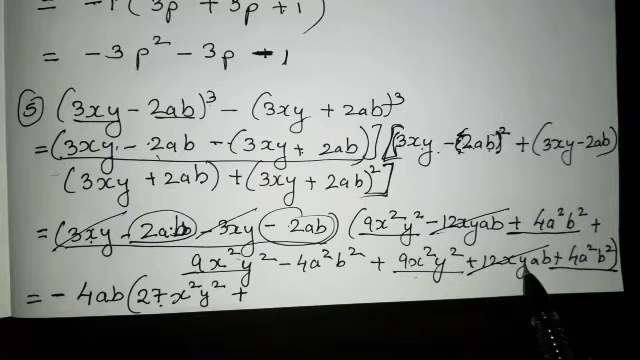 = -1 ( 3p² + 3p + 1 )
= -3p² - 3p - 1
⑤ (3xy - 2ab)³ - (3xy + 2ab)³
= (3xy - 2ab - (3xy + 2ab)] [3xy - 2ab)² + (3xy - 2ab)
(3xy + 2ab) + (3xy + 2ab)²]
= (3xy - 2ab - 3xy - 2ab) (9x²y² - 12xyab + 4a²b² +
9x²y² - 4a²b² + 9x²y² + 12xyab + 4a²b²)
= - 4ab (27x²y² +